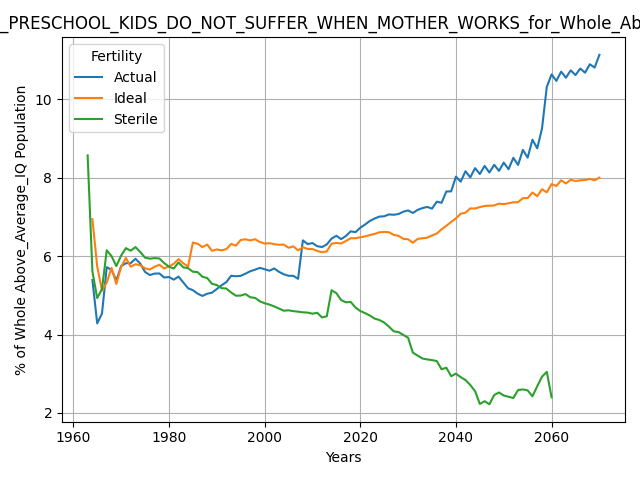 _PRESCHOOL_KIDS_DO_NOT_SUFFER_WHEN_MOTHER_WORKS_for_Whole_Ab
Fertility
Actual
Ideal
Sterile
% of Whole Above_Average_IQ Population
10
8
6
4
2
1960 1980 2000 2020 2040 2060
Years